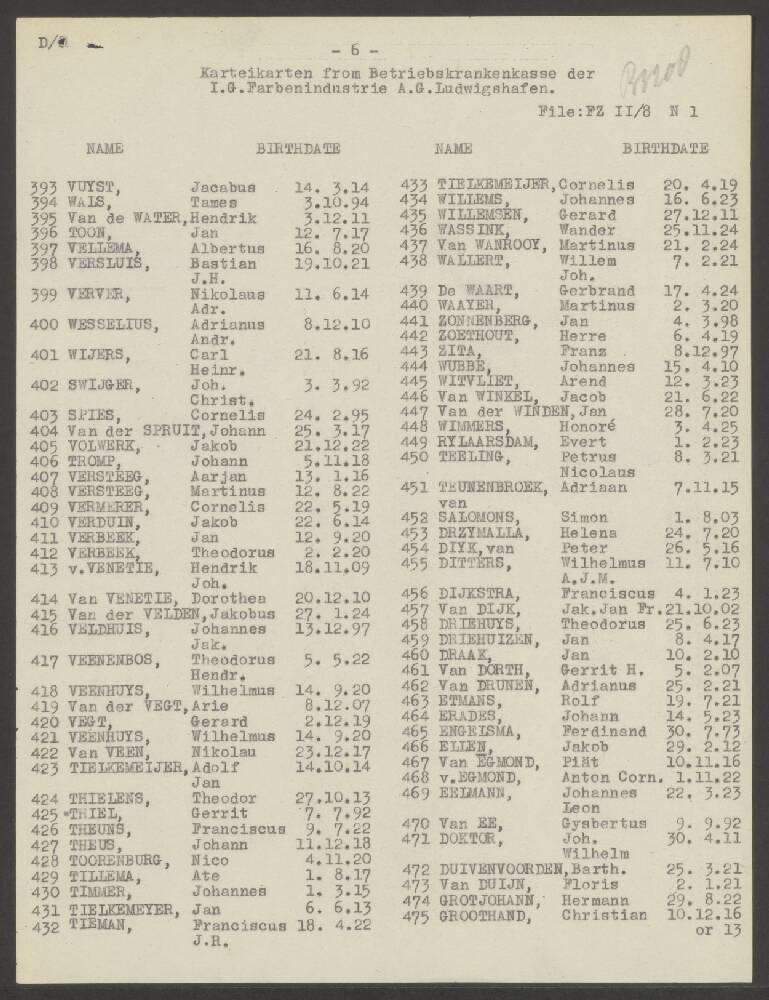 - 6 -
Karteikarten from Betriebskrankenkasse der
I.G.Farbenindustrie A.G.Ludwigshafen.
File:FZ II/8 N 1
NAME BIRTHDATE
393 VUYST, Jacabus 14. 3.14
394 WALS, Tames 3.10.94
395 Van de WATER, Hendrik 3.12.11
396 TOON, Jan 12. 7.17
397 VELLEMA, Albertus 16. 8.20
398 VERSLUIS, Bastian 19.10.21
J.H.
399 VERVER, Nikolaus 11. 6.14
Adr.
400 WESSELIUS, Adrianus 8.12.10
Andr.
401 WIJERS, Carl 21. 8.16
Heinr.
402 SWIJGER, Joh. 3. 3.92
Christ.
403 SPIES, Cornelis 24. 2.95
404 Van der SPRUIT, Johann 25. 3.17
405 VOLWERK, Jakob 21.12.22
406 TROMP, Johann 5.11.18
407 VERSTEEG, Aarjan 13. 1.16
408 VERSTEEG, Martinus 12. 8.22
409 VERMERER, Cornelis 22. 5.19
410 VERDUIN, Jakob 22. 6.14
411 VERBEEK, Jan 12. 9.20
412 VERBEEK, Theodorus 2. 2.20
413 v.VENETIE, Hendrik 18.11.09
Joh.
414 Van VENETIE, Dorothea 20.12.10
415 Van der VELDEN, Jakobus 27. 1.24
416 VELDHUIS, Johannes 13.12.97
Jak.
417 VEENENBOS, Theodorus 5. 5.22
Hendr.
418 VEENHUYS, Wilhelmus 14. 9.20
419 Van der VEGT, Arie 8.12.07
420 VEGT, Gerard 2.12.19
421 VEENHUYS, Wilhelmus 14. 9.20
422 Van VEEN, Nikolau 23.12.17
423 TIELKEMEIJER, Adolf 14.10.14
Jan
424 THIELENS, Theodor 27.10.13
425 THIEL, Gerrit 7. 7.92
426 THEUNS, Franciscus 9. 7.22
427 THEUS, Johann 11.12.18
428 TOORENBURG, Nico 4.11.20
429 TILLEMA, Ate 1. 8.17
430 TIMMER, Johannes 1. 3.15
431 TIELKEMEYER, Jan 6. 6.13
432 TIEMAN, Franciscus 18. 4.22
J.R.
NAME BIRTHDATE
433 TIELKEMEIJER, Cornelis 20. 4.19
434 WILLEMS, Johannes 16. 6.23
435 WILLEMSEN, Gerard 27.12.11
436 WASSINK, Wander 25.11.24
437 Van WANROOY, Martinus 21. 2.24
438 WALLERT, Willem 7. 2.21
Joh.
439 De WAART, Gerbrand 17. 4.24
440 WAAYER, Martinus 2. 3.20
441 ZONNENBERG, Jan 4. 3.98
442 ZOETHOUT, Herre 6. 4.19
443 ZITA, Franz 8.12.97
444 WUBBE, Johannes 15. 4.10
445 WITVLIET, Arend 12. 3.23
446 Van WINKEL, Jacob 21. 6.22
447 Van der WINDEN, Jan 28. 7.20
448 WIMMERS, Honoré 3. 4.25
449 RYLAARSDAM, Evert 1. 2.23
450 TEELING, Petrus 8. 3.21
Nicolaus
451 TEUNENBROEK, Adriaan 7.11.15
van
452 SALOMONS, Simon 1. 8.03
453 DRZYMALLA, Helena 24. 7.20
454 DIYK,van Peter 26. 5.16
455 DITTERS, Wilhelmus 11. 7.10
A.J.M.
456 DIJKSTRA, Franciscus 4. 1.23
457 Van DIJK, Jak.Jan Fr. 21.10.02
458 DRIEHUYS, Theodorus 25. 6.23
459 DRIEHUIZEN, Jan 8. 4.17
460 DRAAK, Jan 10. 2.10
461 Van DORTH, Gerrit H. 5. 2.07
462 Van DRUNEN, Adrianus 25. 2.21
463 ETMANS, Rolf 19. 7.21
464 ERADES, Johann 14. 5.23
465 ENGELSMA, Ferdinand 30. 7.73
466 ELLEN, Jakob 29. 2.12
467 Van EGMOND, Piät 10.11.16
468 v.EGMOND, Anton Corn. 1.11.22
469 EELMANN, Johannes 22. 3.23
Leon
470 Van EE, Gysbertus 9. 9.92
471 DOKTOR, Joh. 30. 4.11
Wilhelm
472 DUIVENVOORDEN, Barth. 25. 3.21
473 Van DUIJN, Floris 2. 1.21
474 GROTJOHANN, Hermann 29. 8.22
475 GROOTHAND, Christian 10.12.16
or 13